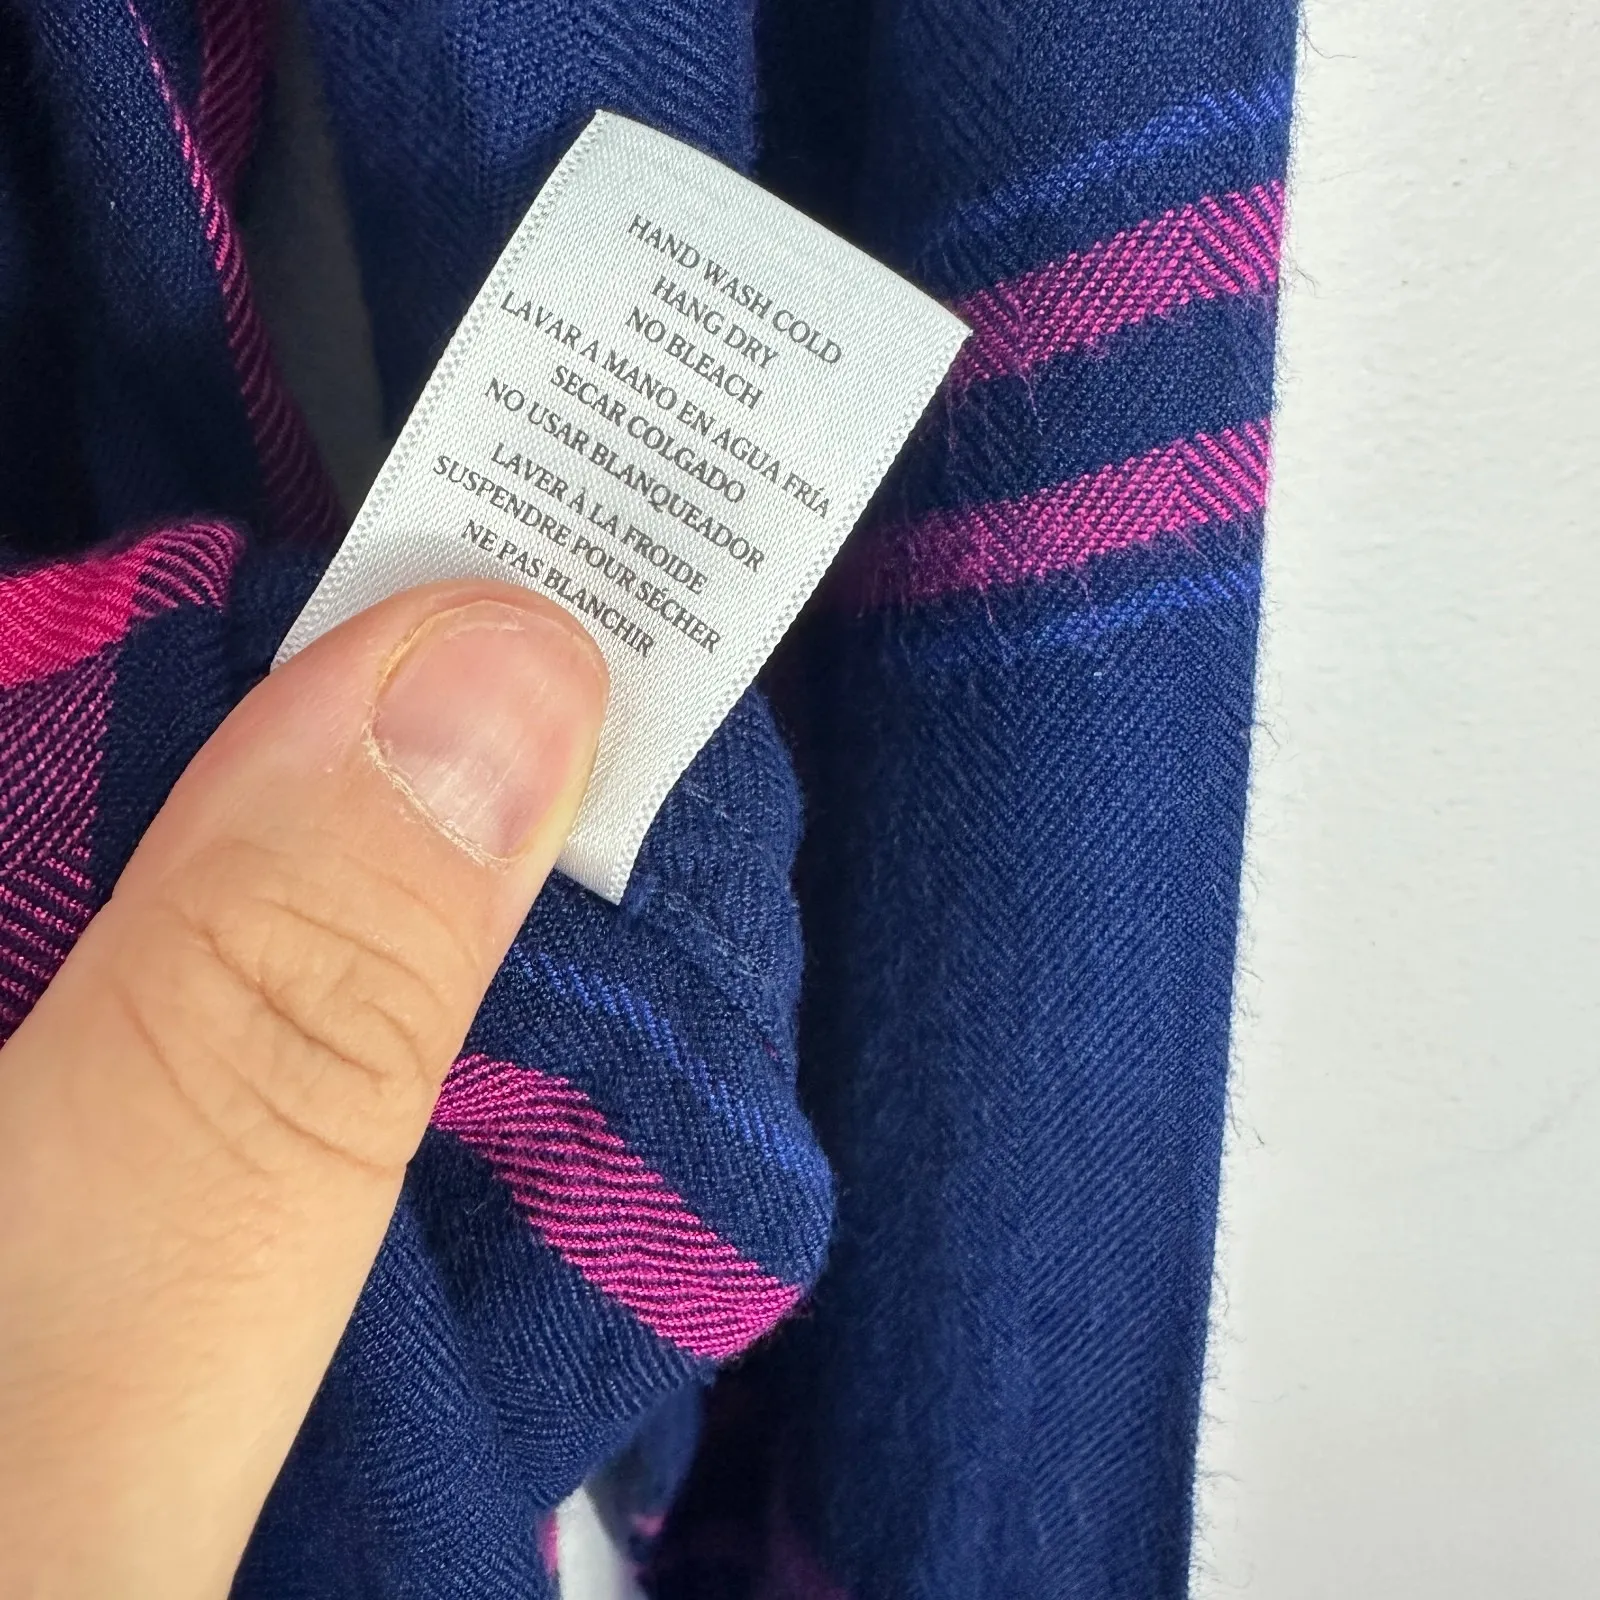 HAND WASH COLD
HANG DRY
NO BLEACH
LAVAR A MANO EN AGUA FRÍA
SECAR COLGADO
NO USAR BLANQUEADOR
LAVER À LA FROIDE
SUSPENDRE POUR SÉCHER
NE PAS BLANCHIR